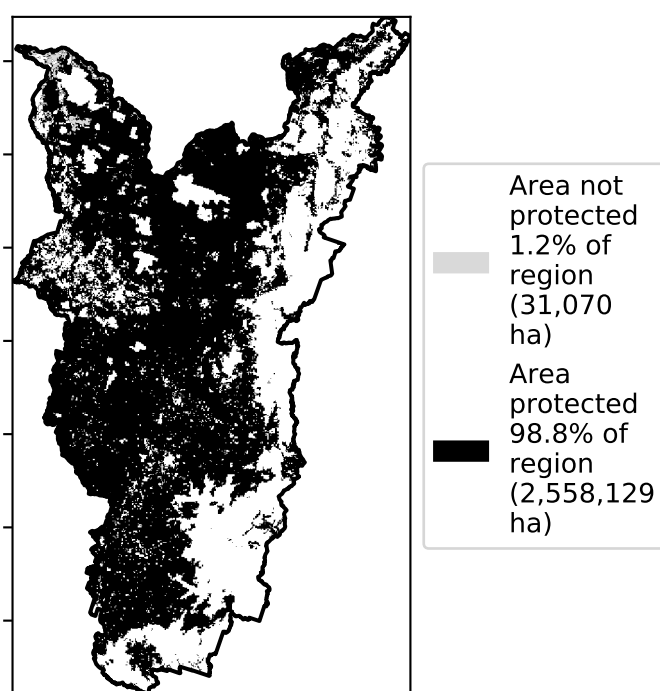 Area not
protected
1.2% of
region
(31,070
ha)
Area
protected
98.8% of
region
(2,558,129
ha)